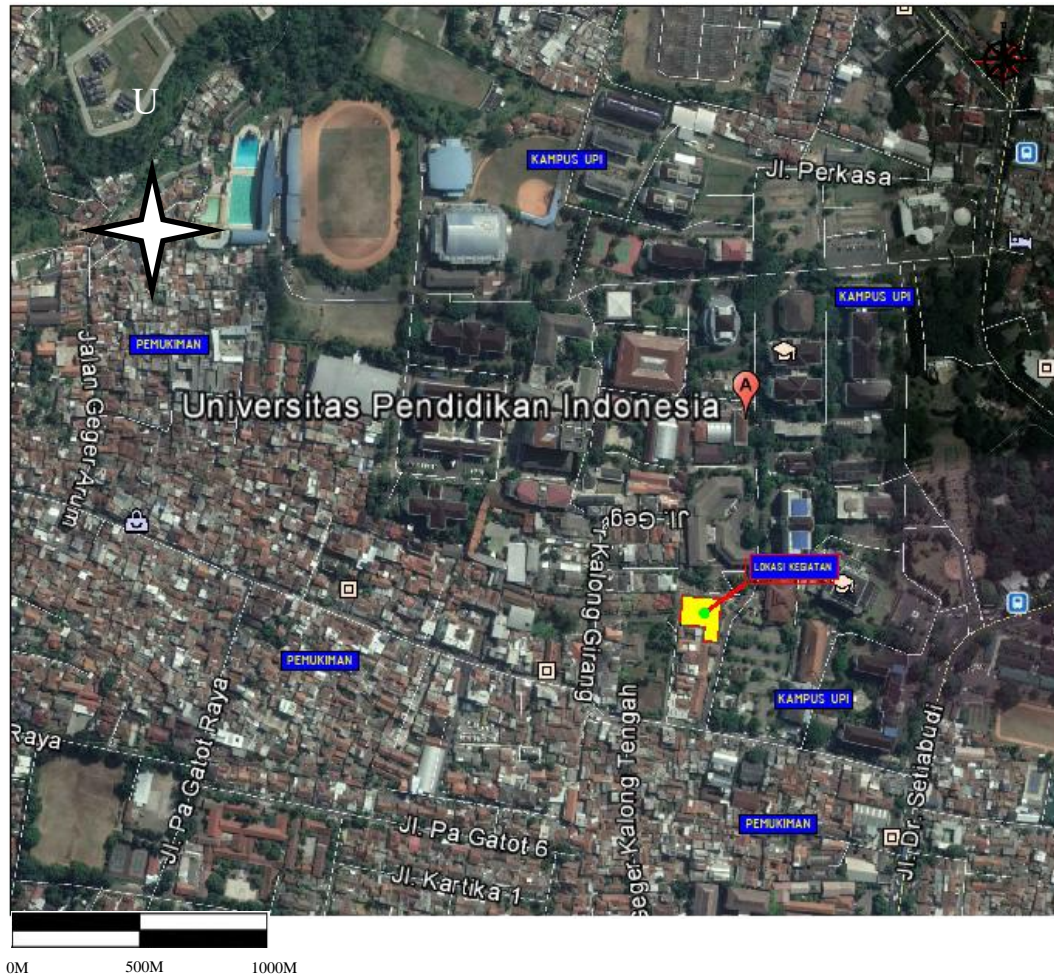 U
KAMPUS UPI
Jl. Perkasa
KAMPUS UPI
PEMUKIMAN
Jalan Geger Arum
Universitas Pendidikan Indonesia
A
Jl. Geg
r Kalong Girang
LOKASI KEGIATAN
PEMUKIMAN
KAMPUS UPI
Raya
Jl. Pa Gatot Raya
Geger Kalong Tengah
Jl. Dr Setiabudi
PEMUKIMAN
Jl. Pa Gatot 6
Jl. Kartika 1
0M 500M 1000M